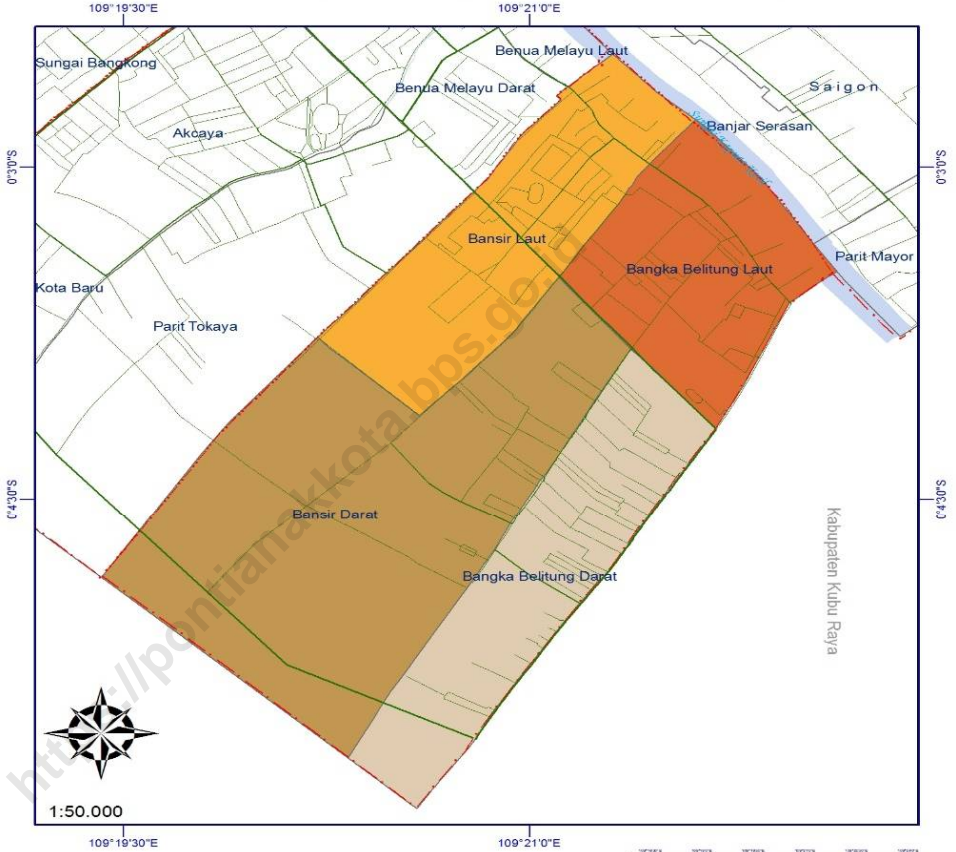 109°19'30"E
109°21'0"E
Benua Melayu Laut
Sungai Bangkong
Benua Melayu Darat
Saigon
Akcaya
Banjar Serasan
0°3'0"S
0°3'0"S
Bansir Laut
Parit Mayor
Bangka Belitung Laut
Kota Baru
Parit Tokaya
0°4'30"S
0°4'30"S
Bansir Darat
Kabupaten Kubu Raya
Bangka Belitung Darat
https://pontianakkota.bps.go.id
1:50.000
109°19'30"E
109°21'0"E